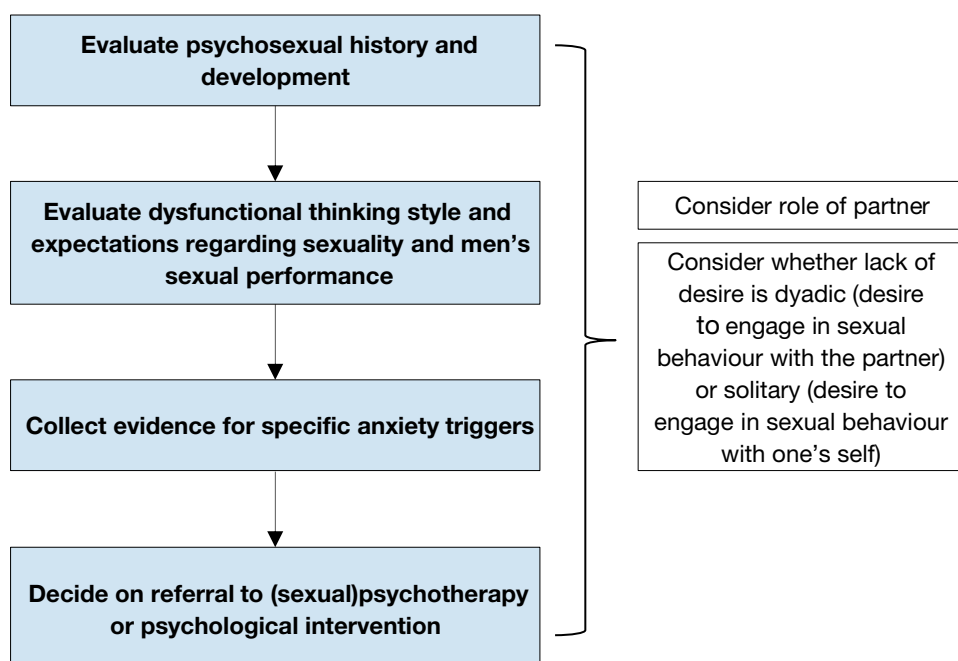 Evaluate psychosexual history and
development
Evaluate dysfunctional thinking style and
expectations regarding sexuality and men’s
sexual performance
Collect evidence for specific anxiety triggers
Decide on referral to (sexual)psychotherapy
or psychological intervention
Consider role of partner
Consider whether lack of
desire is dyadic (desire
to engage in sexual
behaviour with the partner)
or solitary (desire to
engage in sexual behaviour
with one’s self)